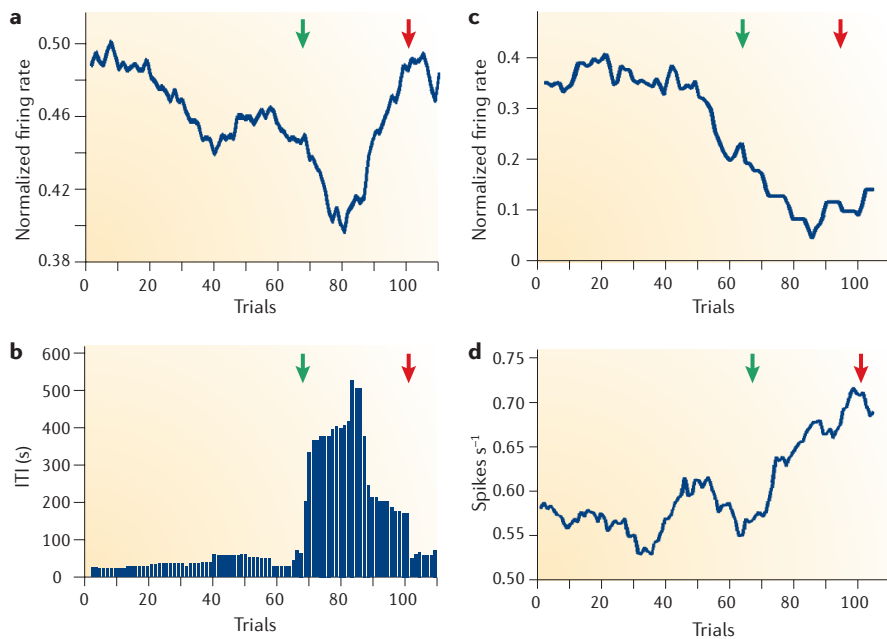 a
Normalized firing rate
0.50
0.46
0.42
0.38
0 20 40 60 80 100
Trials
c
Normalized firing rate
0.4
0.3
0.2
0.1
0
0 20 40 60 80 100
Trials
b
ITI (s)
600
500
400
300
200
100
0
0 20 40 60 80 100
Trials
d
Spikes s⁻¹
0.75
0.70
0.65
0.60
0.55
0.50
0 20 40 60 80 100
Trials